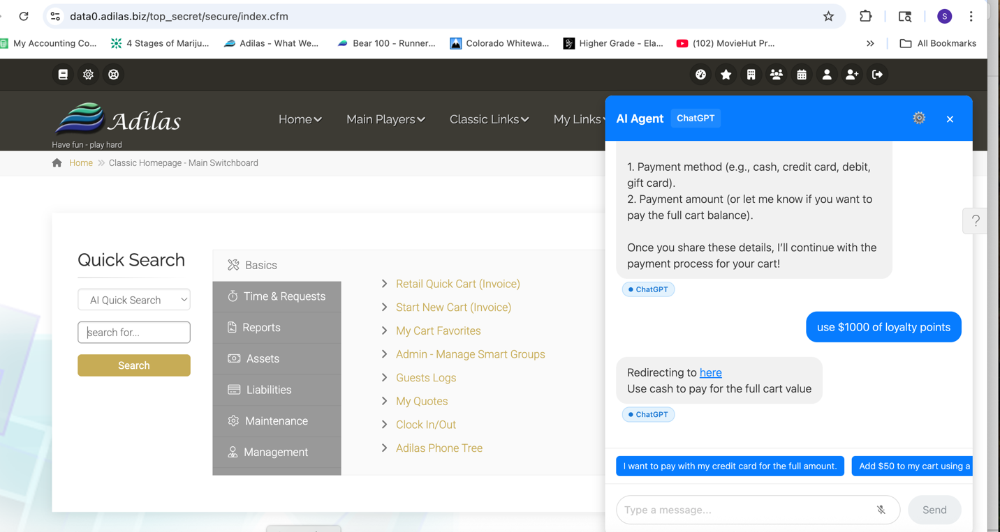 data0.adilas.biz/top_secret/secure/index.cfm
S
My Accounting Co...
4 Stages of Mariju...
Adilas - What We...
Bear 100 - Runner...
Colorado Whitewa...
Higher Grade - Ela...
(102) MovieHut Pr...
All Bookmarks
Adilas
Have fun - play hard
Home
Main Players
Classic Links
My Links
Home
Classic Homepage - Main Switchboard
Quick Search
AI Quick Search
search for...
Search
Basics
Time & Requests
Reports
Assets
Liabilities
Maintenance
Management
Retail Quick Cart (Invoice)
Start New Cart (Invoice)
My Cart Favorites
Admin - Manage Smart Groups
Guests Logs
My Quotes
Clock In/Out
Adilas Phone Tree
AI Agent
ChatGPT
1. Payment method (e.g., cash, credit card, debit,
gift card).
2. Payment amount (or let me know if you want to
pay the full cart balance).
Once you share these details, I’ll continue with the
payment process for your cart!
ChatGPT
use $1000 of loyalty points
Redirecting to here
Use cash to pay for the full cart value
ChatGPT
I want to pay with my credit card for the full amount.
Add $50 to my cart using a
Type a message...
Send
?